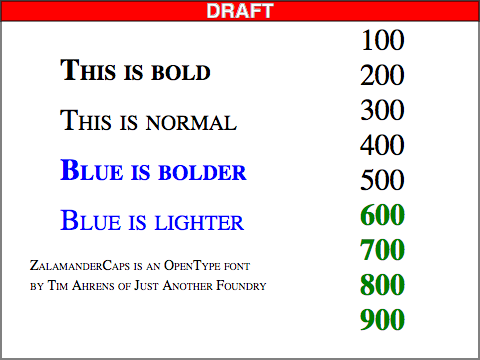 DRAFT
This is bold
This is normal
Blue is bolder
Blue is lighter
ZalamanderCaps is an OpenType font
by Tim Ahrens of Just Another Foundry
100
200
300
400
500
600
700
800
900